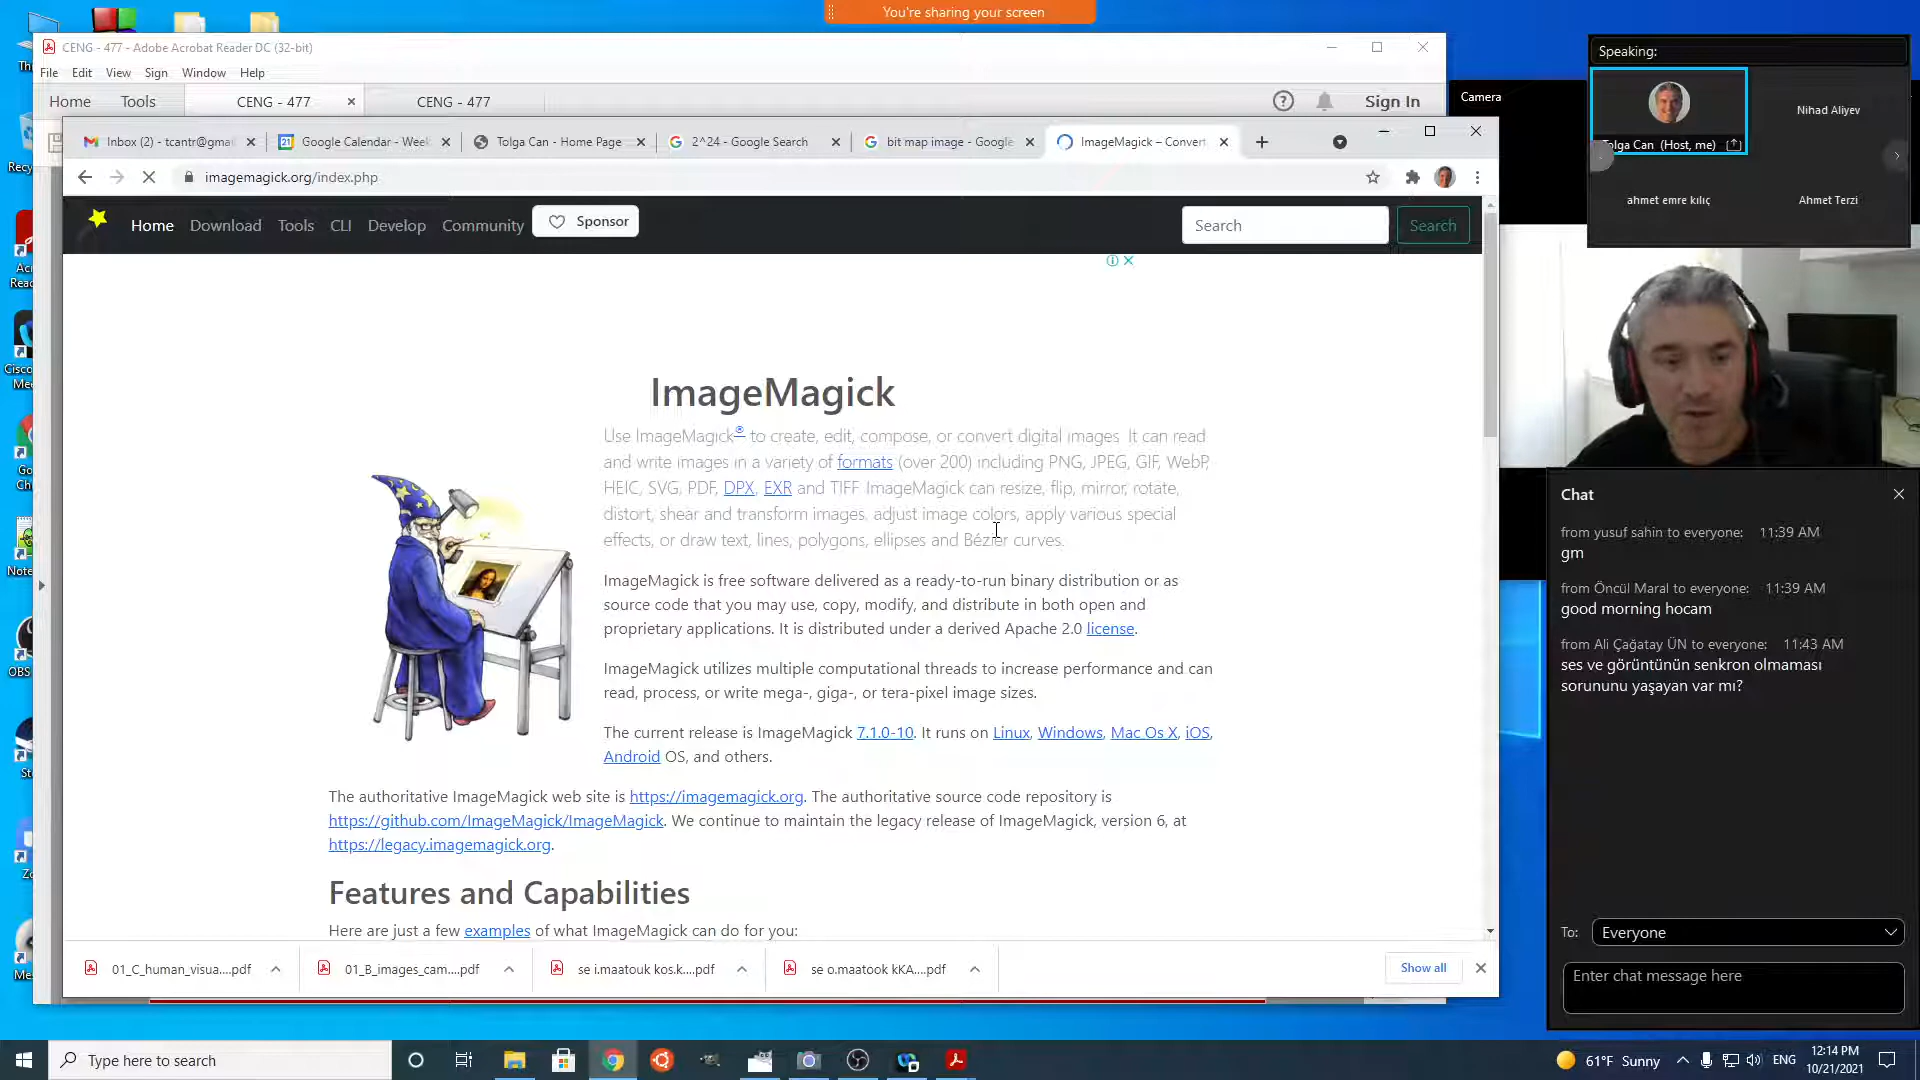 You're sharing your screen
CENG - 477 - Adobe Acrobat Reader DC (32-bit)
File Edit View Sign Window Help
Home Tools CENG - 477 CENG - 477 Sign In
Inbox (2) - tcantr@gmai Google Calendar - Week Tolga Can - Home Page 2^24 - Google Search bit map image - Google ImageMagick – Convert
imagemagick.org/index.php
Home Download Tools CLI Develop Community Sponsor Search Search
ImageMagick
Use ImageMagick® to create, edit, compose, or convert digital images. It can read
and write images in a variety of formats (over 200) including PNG, JPEG, GIF, WebP,
HEIC, SVG, PDF, DPX, EXR and TIFF. ImageMagick can resize, flip, mirror, rotate,
distort, shear and transform images, adjust image colors, apply various special
effects, or draw text, lines, polygons, ellipses and Bézier curves.
ImageMagick is free software delivered as a ready-to-run binary distribution or as
source code that you may use, copy, modify, and distribute in both open and
proprietary applications. It is distributed under a derived Apache 2.0 license.
ImageMagick utilizes multiple computational threads to increase performance and can
read, process, or write mega-, giga-, or tera-pixel image sizes.
The current release is ImageMagick 7.1.0-10. It runs on Linux, Windows, Mac Os X, iOS,
Android OS, and others.
The authoritative ImageMagick web site is https://imagemagick.org. The authoritative source code repository is
https://github.com/ImageMagick/ImageMagick. We continue to maintain the legacy release of ImageMagick, version 6, at
https://legacy.imagemagick.org.
Features and Capabilities
Here are just a few examples of what ImageMagick can do for you:
01_C_human_visua....pdf 01_B_images_cam....pdf se i.maatouk kos.k....pdf se o.maatook kKA....pdf Show all
Speaking:
Camera
Nihad Aliyev
Tolga Can (Host, me)
ahmet emre kılıç Ahmet Terzi
Chat
from yusuf sahin to everyone: 11:39 AM
gm
from Öncül Maral to everyone: 11:39 AM
good morning hocam
from Ali Çağatay ÜN to everyone: 11:43 AM
ses ve görüntünün senkron olmaması
sorununu yaşayan var mı?
To: Everyone
Enter chat message here
Type here to search
61°F Sunny ENG 12:14 PM
10/21/2021